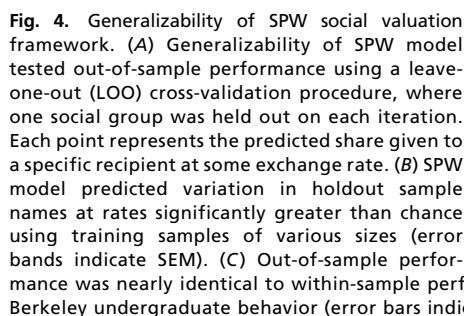 Fig. 4. Generalizability of SPW social valuation
framework. (A) Generalizability of SPW model
tested out-of-sample performance using a leave-
one-out (LOO) cross-validation procedure, where
one social group was held out on each iteration.
Each point represents the predicted share given to
a specific recipient at some exchange rate. (B) SPW
model predicted variation in holdout sample
names at rates significantly greater than chance
using training samples of various sizes (error
bands indicate SEM). (C) Out-of-sample perfor-
mance was nearly identical to within-sample perf
Berkeley undergraduate behavior (error bars indi